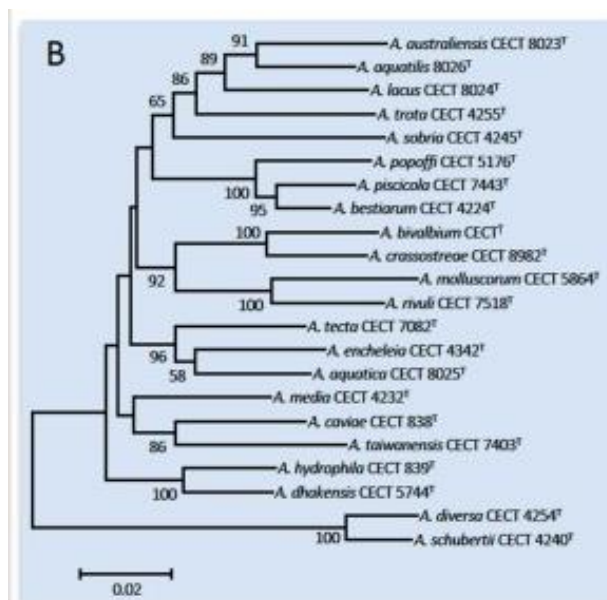 B
91
A. australiensis CECT 8023ᵀ
89
A. aquatilis 8026ᵀ
86
A. lacus CECT 8024ᵀ
65
A. trota CECT 4255ᵀ
A. sobria CECT 4245ᵀ
A. popoffi CECT 5176ᵀ
100
A. piscicola CECT 7443ᵀ
95
A. bestiarum CECT 4224ᵀ
100
A. bivalbium CECTᵀ
A. crassostreae CECT 8982ᵀ
92
A. molluscorum CECT 5864ᵀ
100
A. rivuli CECT 7518ᵀ
A. tecta CECT 7082ᵀ
96
A. encheleia CECT 4342ᵀ
58
A. aquatica CECT 8025ᵀ
A. media CECT 4232ᵀ
A. caviae CECT 838ᵀ
86
A. taiwanensis CECT 7403ᵀ
A. hydrophila CECT 839ᵀ
100
A. dhakensis CECT 5744ᵀ
A. diversa CECT 4254ᵀ
100
A. schubertii CECT 4240ᵀ
0.02